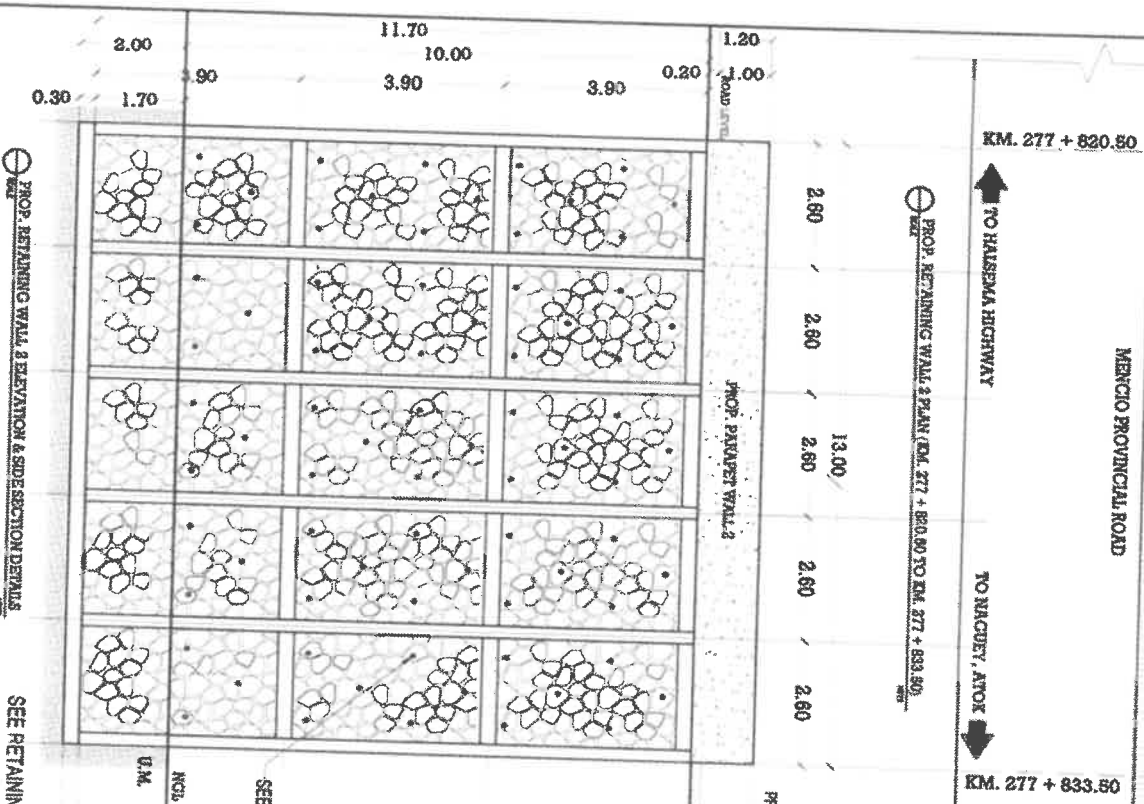 11.70
2.00
10.00
1.20
3.90
3.90
3.90
0.20
1.00
0.30
1.70
ROAD LEVEL
KM. 277 + 820.50
TO HALSEMA HIGHWAY
MENCIO PROVINCIAL ROAD
TO NAGUEY, ATOK
KM. 277 + 833.50
PROP. RETAINING WALL 2 PLAN (KM. 277 + 820.50 TO KM. 277 + 833.50)
2.60
2.60
2.60
2.60
2.60
13.00
PROP. PARAPET WALL-2
PROP. RETAINING WALL 2 ELEVATION & SIDE SECTION DETAILS
U.M.
NGL
SEE
SEE RETAININ